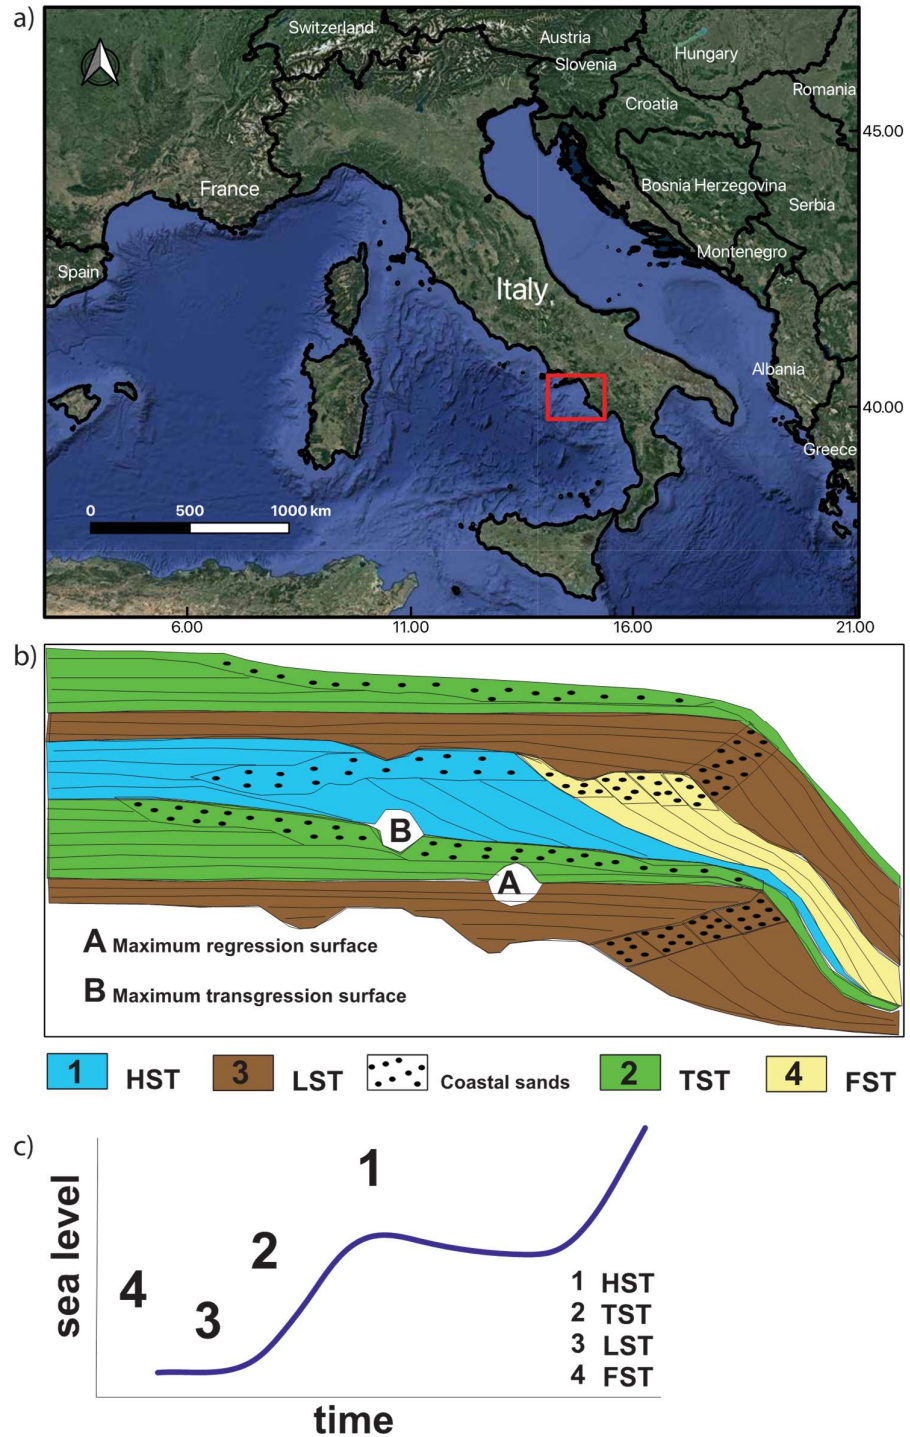 a)
Switzerland
Austria
Slovenia
Hungary
Croatia
Romania
45.00
France
Bosnia Herzegovina
Serbia
Montenegro
Spain
Italy
Albania
40.00
Greece
0 500 1000 km
6.00 11.00 16.00 21.00
b)
B
A
A Maximum regression surface
B Maximum transgression surface
1 HST 3 LST Coastal sands 2 TST 4 FST
c)
sea level
1
2
4
3
1 HST
2 TST
3 LST
4 FST
time